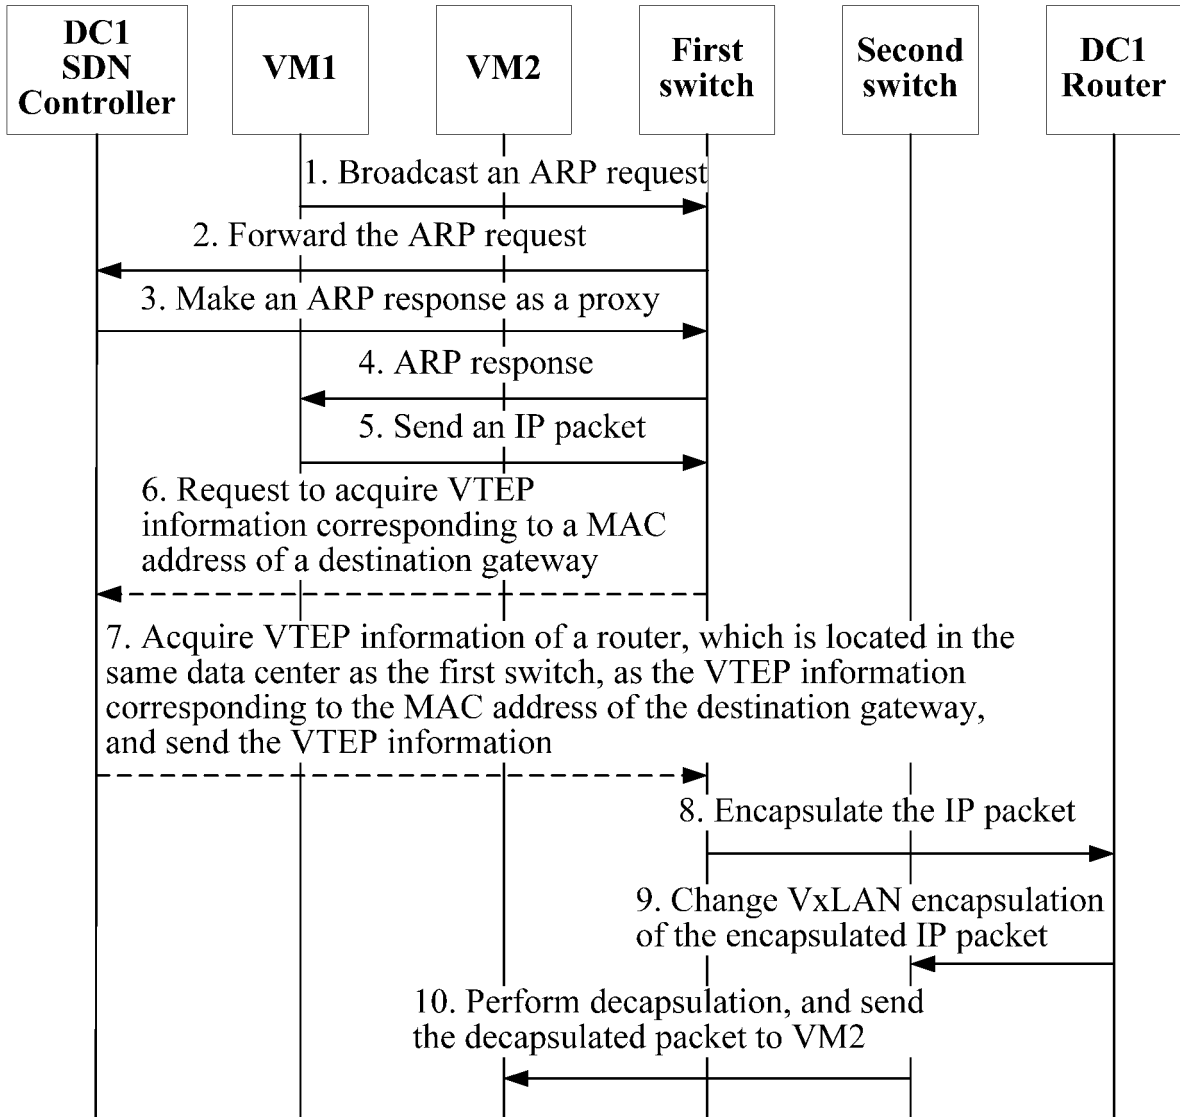 DC1
SDN
Controller
VM1
VM2
First
switch
Second
switch
DC1
Router
1. Broadcast an ARP request
2. Forward the ARP request
3. Make an ARP response as a proxy
4. ARP response
5. Send an IP packet
6. Request to acquire VTEP
information corresponding to a MAC
address of a destination gateway
7. Acquire VTEP information of a router, which is located in the
same data center as the first switch, as the VTEP information
corresponding to the MAC address of the destination gateway,
and send the VTEP information
8. Encapsulate the IP packet
9. Change VxLAN encapsulation
of the encapsulated IP packet
10. Perform decapsulation, and send
the decapsulated packet to VM2